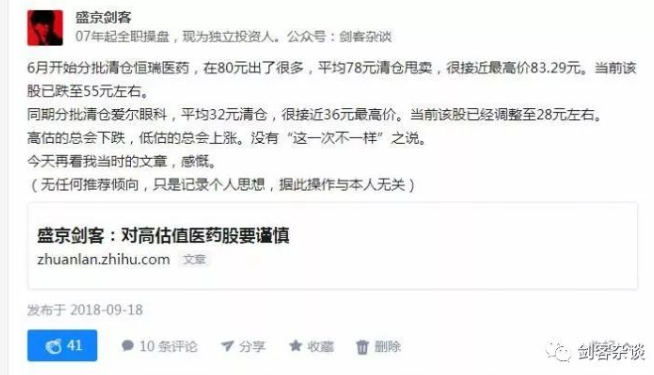 盛京剑客
07年起全职操盘，现为独立投资人。公众号：剑客杂谈
6月开始分批清仓恒瑞医药，在80元出了很多，平均78元清仓甩卖，很接近最高价83.29元。当前该
股已跌至55元左右。
同期分批清仓爱尔眼科，平均32元清仓，很接近36元最高价。当前该股已经调整至28元左右。
高估的总会下跌，低估的总会上涨。没有“这一次不一样”之说。
今天再看我当时的文章，感慨。
（无任何推荐倾向，只是记录个人思想，据此操作与本人无关）
盛京剑客：对高估值医药股要谨慎
zhuanlan.zhihu.com 文章
发布于 2018-09-18
41 10 条评论 分享 收藏 删除
剑客杂谈